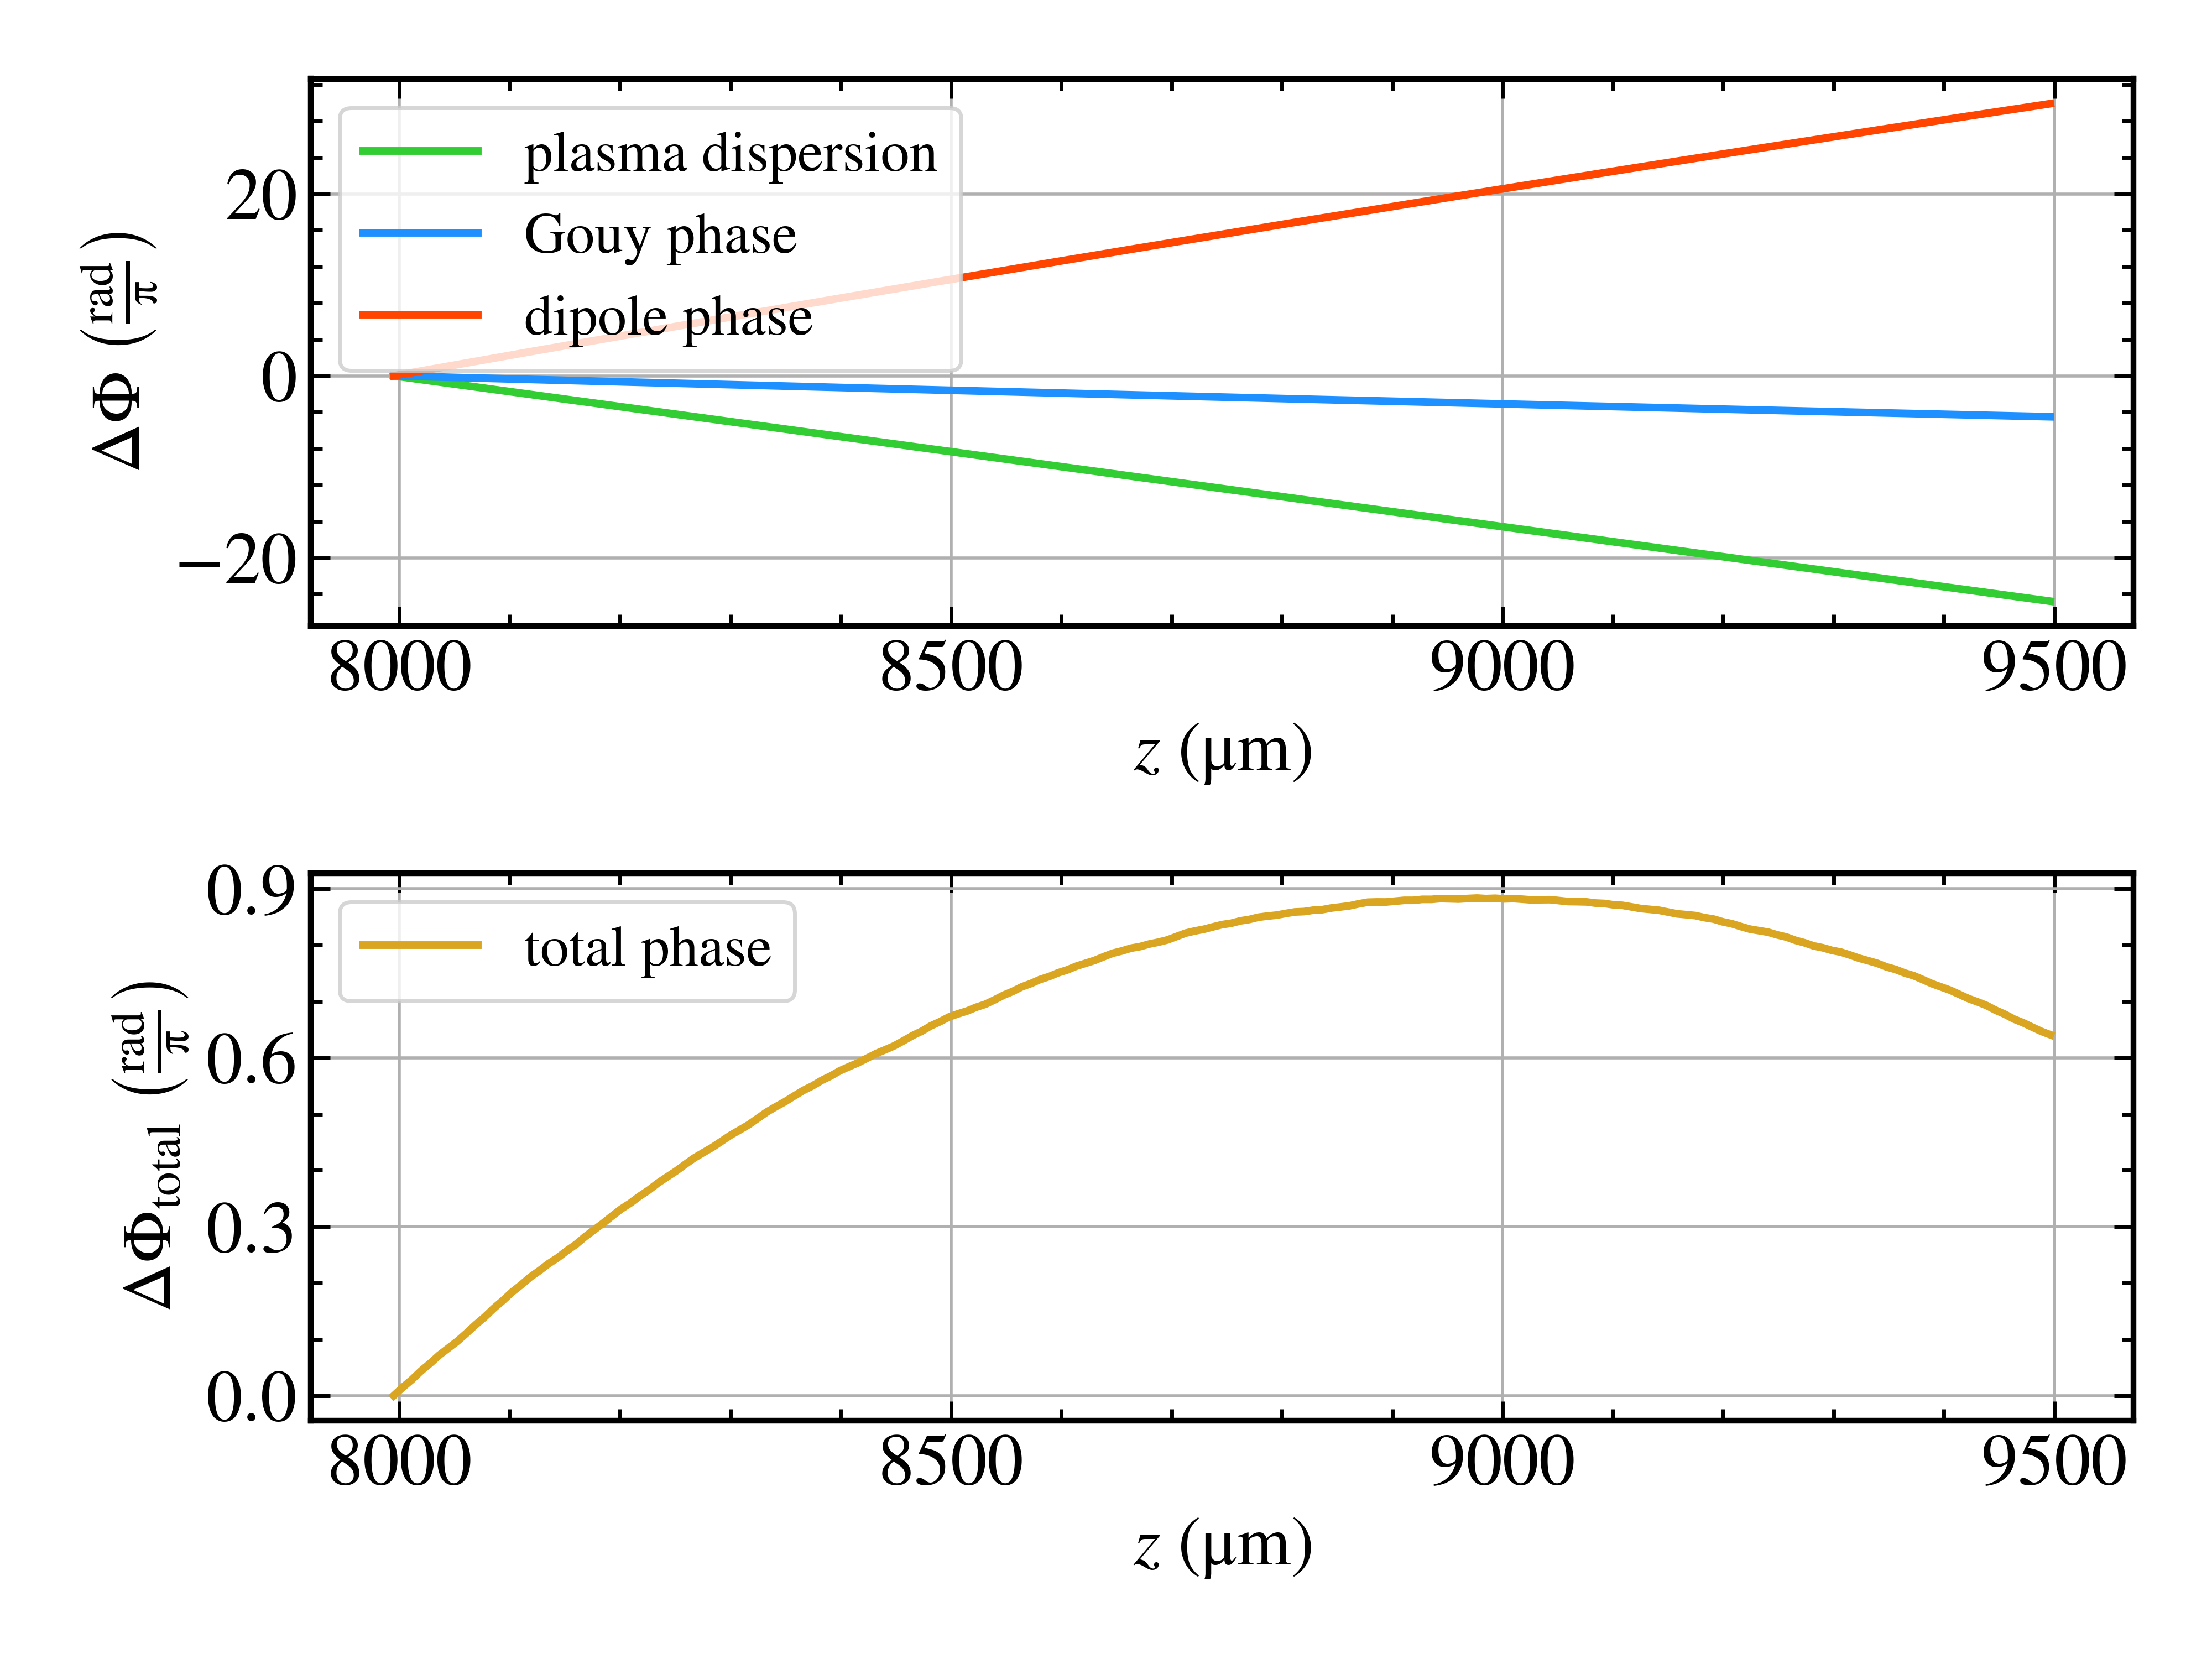 plasma dispersion
Gouy phase
dipole phase
20
0
−20
ΔΦ (rad/π)
8000 8500 9000 9500
z (μm)
total phase
0.9
0.6
0.3
0.0
ΔΦtotal (rad/π)
8000 8500 9000 9500
z (μm)